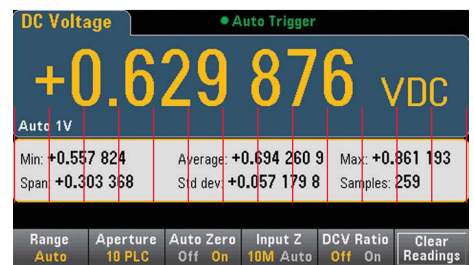 DC Voltage Auto Trigger
+0.629 876 VDC
Auto 1V
Min: +0.557 824 Average: +0.694 260 9 Max: +0.861 193
Span: +0.303 368 Std dev: +0.057 179 8 Samples: 259
Range Aperture Auto Zero Input Z DCV Ratio Clear
Auto 10 PLC Off On 10M Auto Off On Readings